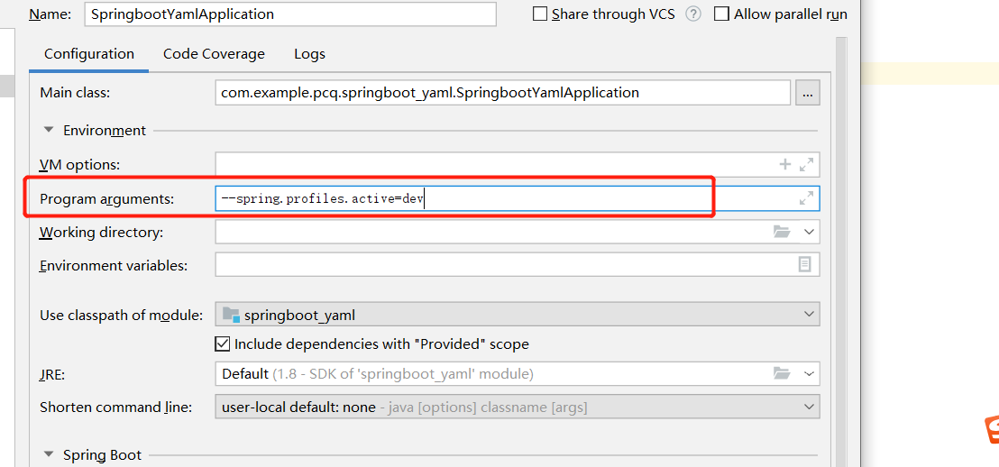 Name: SpringbootYamlApplication Share through VCS ? Allow parallel run
Configuration Code Coverage Logs
Main class: com.example.pcq.springboot_yaml.SpringbootYamlApplication ...
Environment
VM options:
Program arguments: --spring.profiles.active=dev
Working directory:
Environment variables:
Use classpath of module: springboot_yaml
Include dependencies with "Provided" scope
JRE: Default (1.8 - SDK of 'springboot_yaml' module)
Shorten command line: user-local default: none - java [options] classname [args]
Spring Boot